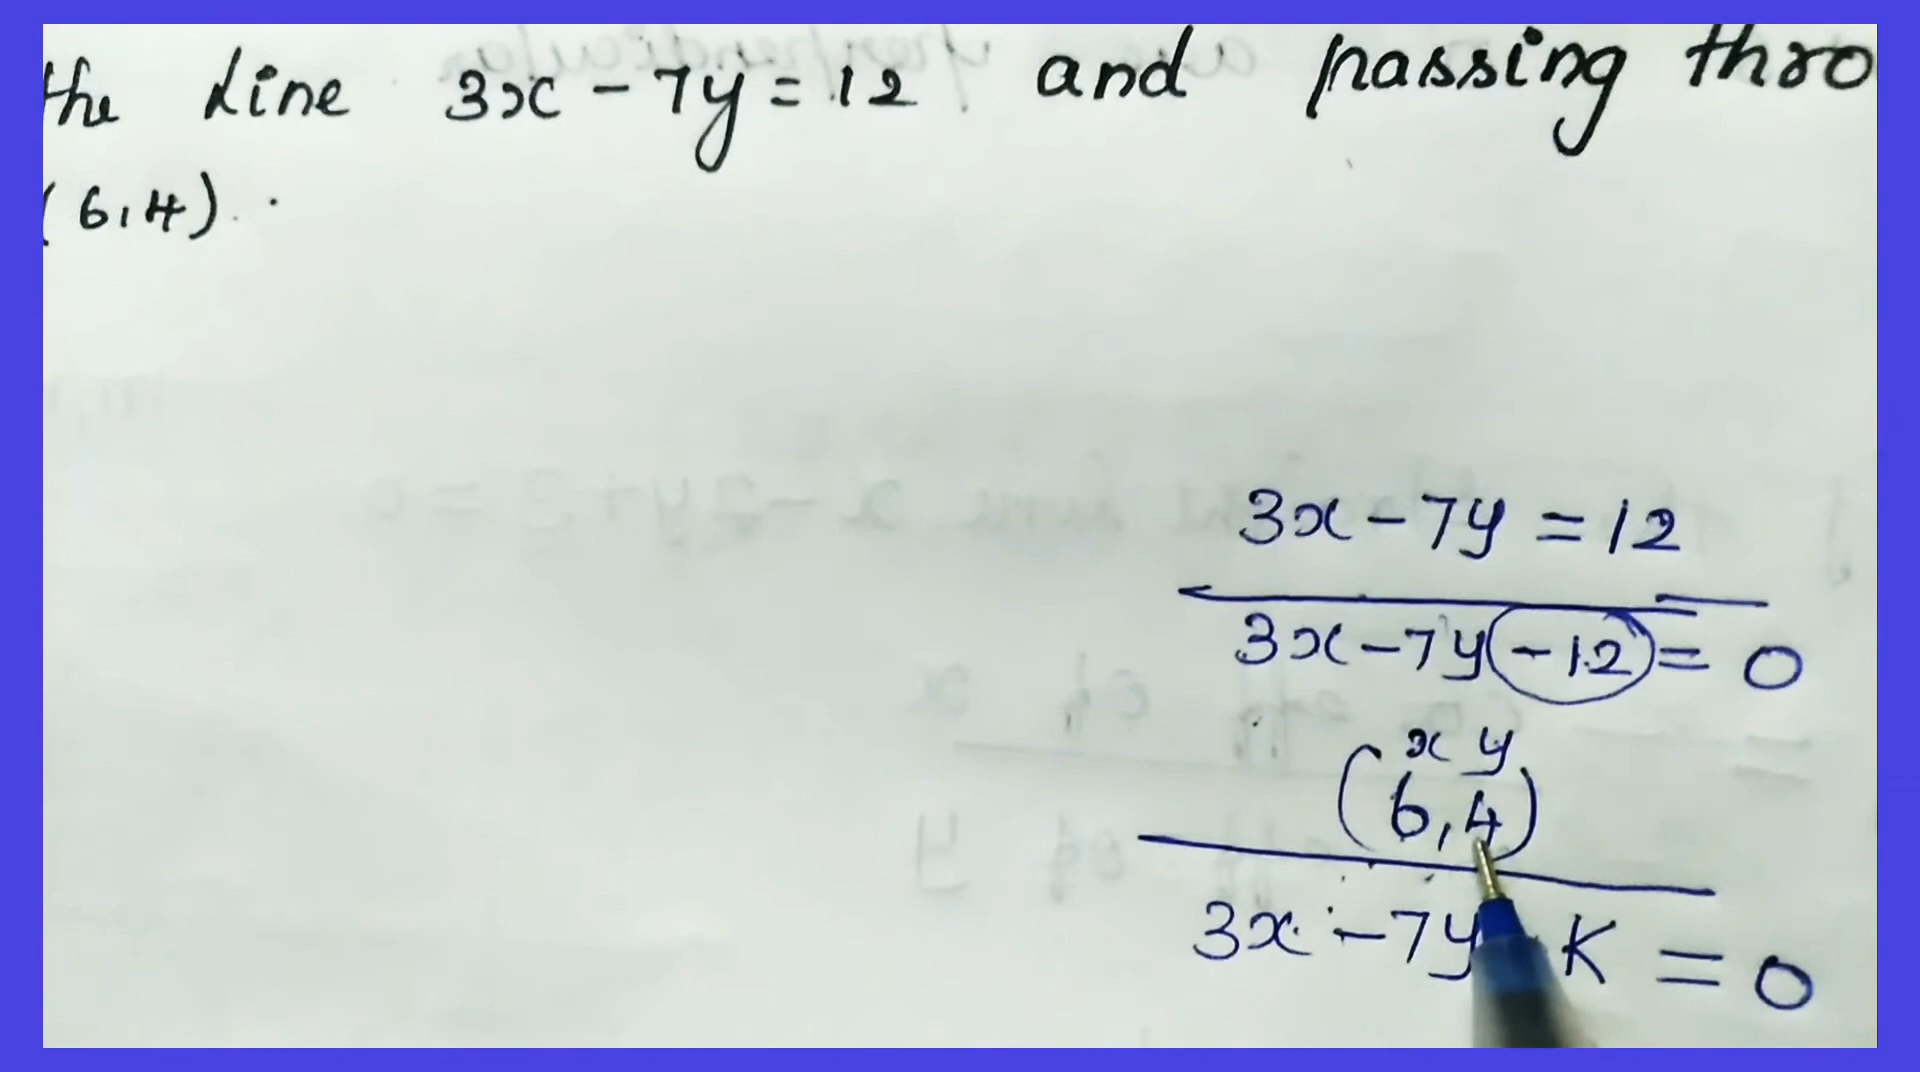 the Line 3x - 7y = 12 and passing thro
(6,4).
3x - 7y = 12
3x - 7y - 12 = 0
x y
(6,4)
3x - 7y K = 0